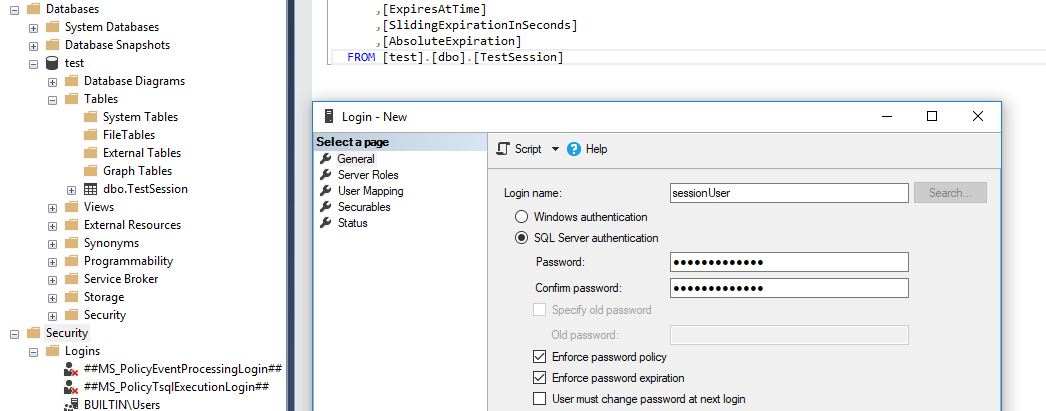 Databases
System Databases
Database Snapshots
test
Database Diagrams
Tables
System Tables
FileTables
External Tables
Graph Tables
dbo.TestSession
Views
External Resources
Synonyms
Programmability
Service Broker
Storage
Security
Security
Logins
##MS_PolicyEventProcessingLogin##
##MS_PolicyTsqlExecutionLogin##
BUILTIN\Users
,[ExpiresAtTime]
,[SlidingExpirationInSeconds]
,[AbsoluteExpiration]
FROM [test].[dbo].[TestSession]
Login - New
Select a page
General
Server Roles
User Mapping
Securables
Status
Script
Help
Login name:
sessionUser
Search...
Windows authentication
SQL Server authentication
Password:
●●●●●●●●●●●●●
Confirm password:
●●●●●●●●●●●●●
Specify old password
Old password:
Enforce password policy
Enforce password expiration
User must change password at next login